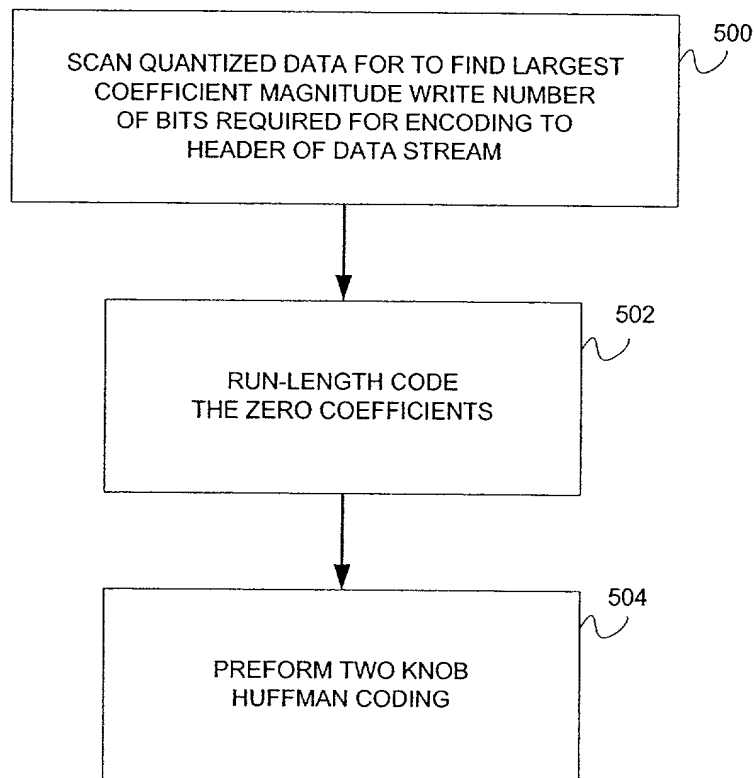 500
SCAN QUANTIZED DATA FOR TO FIND LARGEST
COEFFICIENT MAGNITUDE WRITE NUMBER
OF BITS REQUIRED FOR ENCODING TO
HEADER OF DATA STREAM
502
RUN-LENGTH CODE
THE ZERO COEFFICIENTS
504
PREFORM TWO KNOB
HUFFMAN CODING